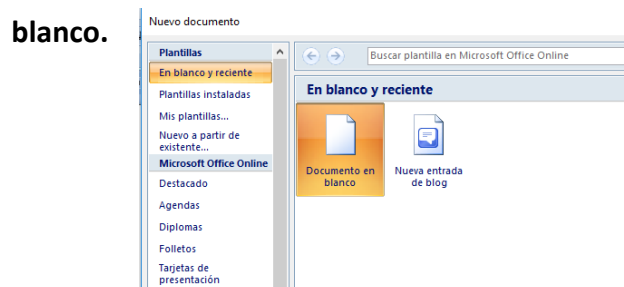 blanco.
Nuevo documento
Plantillas
En blanco y reciente
Plantillas instaladas
Mis plantillas...
Nuevo a partir de
existente...
Microsoft Office Online
Destacado
Agendas
Diplomas
Folletos
Tarjetas de
presentación
Buscar plantilla en Microsoft Office Online
En blanco y reciente
Documento en
blanco
Nueva entrada
de blog